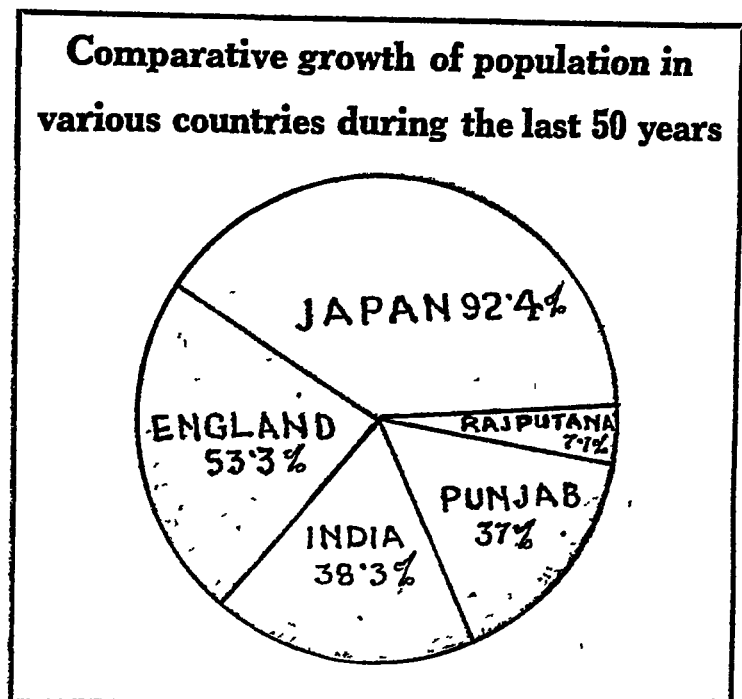 Comparative growth of population in
various countries during the last 50 years
JAPAN 92·4%
RAJPUTANA
7·1%
ENGLAND
53·3%
PUNJAB
37%
INDIA
38·3%